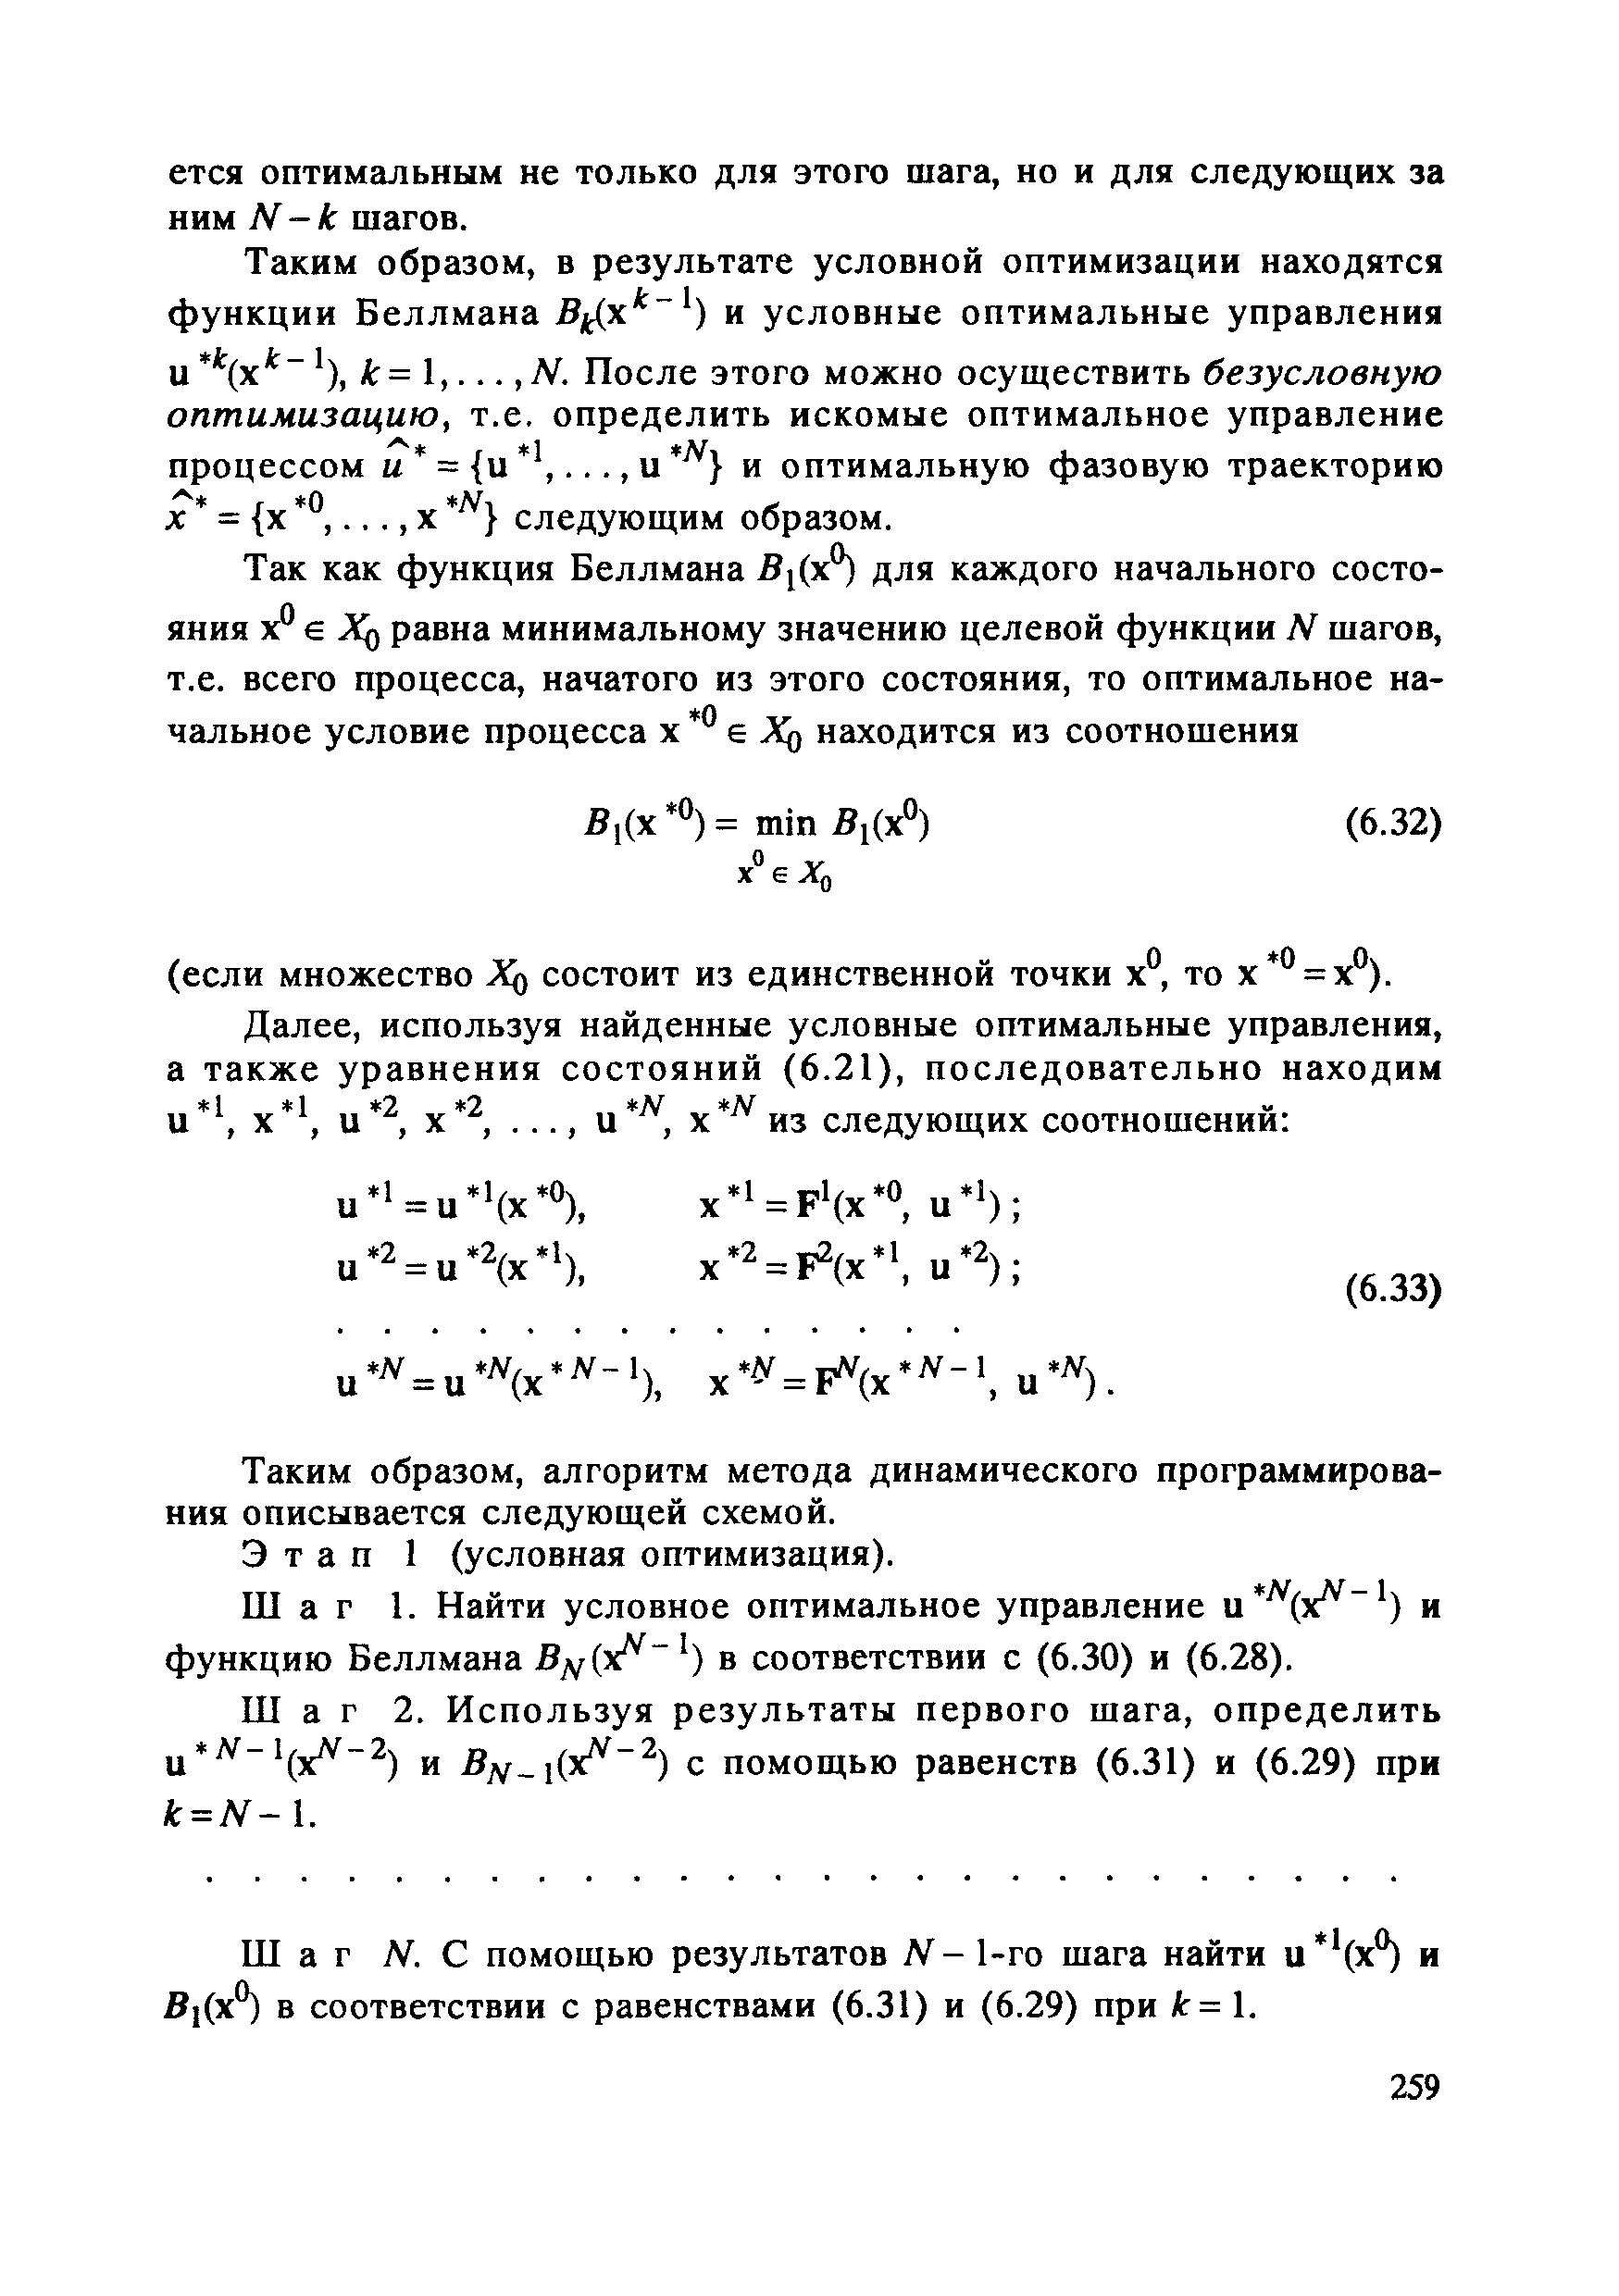 ется оптимальным не только для этого шага, но и для следующих за
ним N – k шагов.
Таким образом, в результате условной оптимизации находятся
функции Беллмана B_k(x^{k-1}) и условные оптимальные управления
u^{*k}(x^{k-1}), k = 1,...,N. После этого можно осуществить безусловную
оптимизацию, т.е. определить искомые оптимальное управление
процессом û^* = {u^{*1},...,u^{*N}} и оптимальную фазовую траекторию
x̂^* = {x^{*0},...,x^{*N}} следующим образом.
Так как функция Беллмана B_1(x^0) для каждого начального состо-
яния x^0 ∈ X_0 равна минимальному значению целевой функции N шагов,
т.е. всего процесса, начатого из этого состояния, то оптимальное на-
чальное условие процесса x^{*0} ∈ X_0 находится из соотношения
B_1(x^{*0}) = min B_1(x^0) (6.32)
x^0 ∈ X_0
(если множество X_0 состоит из единственной точки x^0, то x^{*0} = x^0).
Далее, используя найденные условные оптимальные управления,
а также уравнения состояний (6.21), последовательно находим
u^{*1}, x^{*1}, u^{*2}, x^{*2}, ..., u^{*N}, x^{*N} из следующих соотношений:
u^{*1} = u^{*1}(x^{*0}), x^{*1} = F^1(x^{*0}, u^{*1});
u^{*2} = u^{*2}(x^{*1}), x^{*2} = F^2(x^{*1}, u^{*2});
(6.33)
. . . . . . . . . . . . . .
u^{*N} = u^{*N}(x^{*N-1}), x^{*N} = F^N(x^{*N-1}, u^{*N}).
Таким образом, алгоритм метода динамического программирова-
ния описывается следующей схемой.
Э т а п 1 (условная оптимизация).
Ш а г 1. Найти условное оптимальное управление u^{*N}(x^{N-1}) и
функцию Беллмана B_N(x^{N-1}) в соответствии с (6.30) и (6.28).
Ш а г 2. Используя результаты первого шага, определить
u^{*N-1}(x^{N-2}) и B_{N-1}(x^{N-2}) с помощью равенств (6.31) и (6.29) при
k = N – 1.
. . . . . . . . . . . . . . . . . . . . . . . . . .
Ш а г N. С помощью результатов N – 1-го шага найти u^{*1}(x^0) и
B_1(x^0) в соответствии с равенствами (6.31) и (6.29) при k = 1.
259